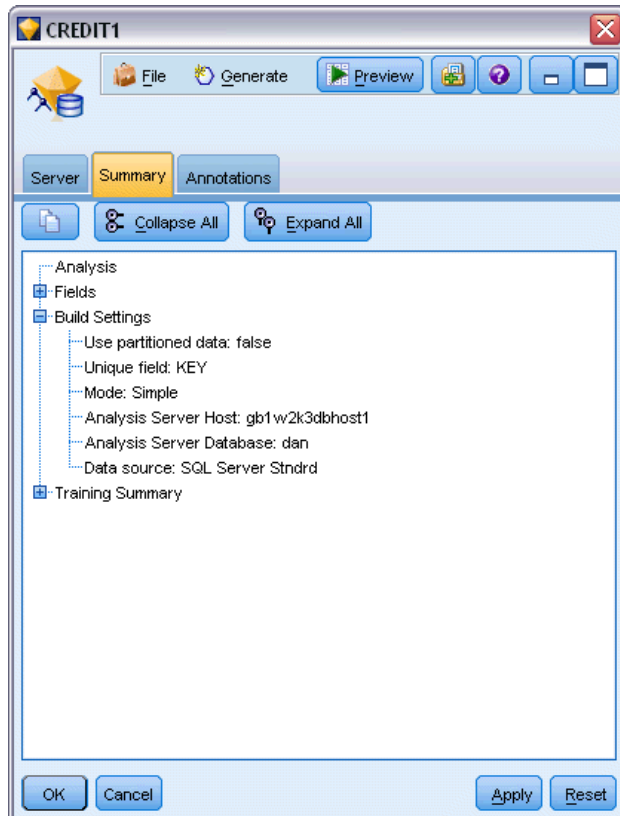 CREDIT1
File Generate Preview
Server Summary Annotations
Collapse All Expand All
Analysis
Fields
Build Settings
Use partitioned data: false
Unique field: KEY
Mode: Simple
Analysis Server Host: gb1w2k3dbhost1
Analysis Server Database: dan
Data source: SQL Server Stndrd
Training Summary
OK Cancel Apply Reset